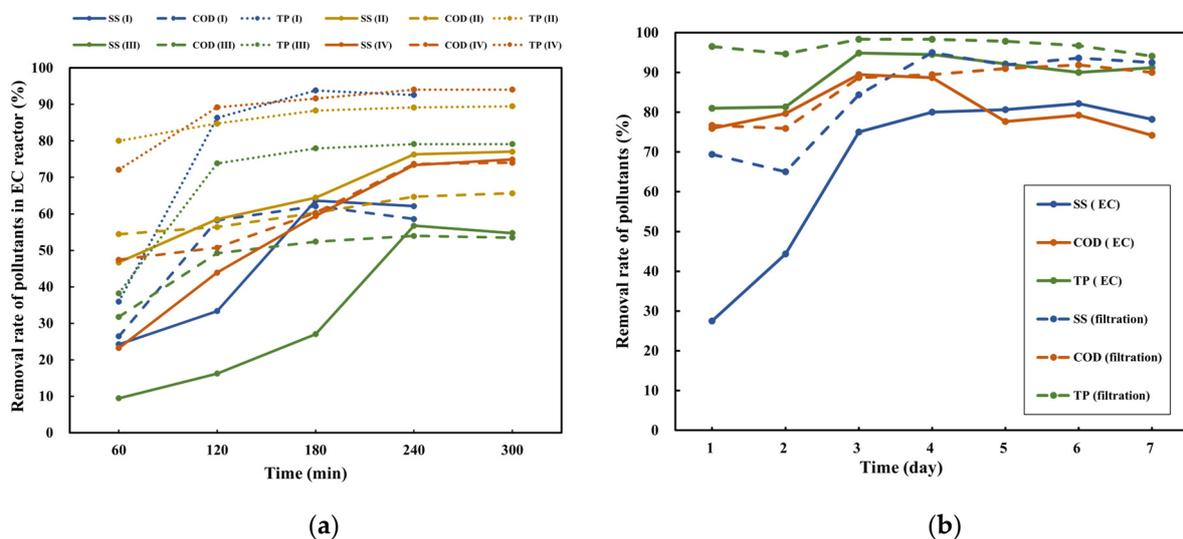 SS (I) COD (I) TP (I) SS (II) COD (II) TP (II)
SS (III) COD (III) TP (III) SS (IV) COD (IV) TP (IV)
Removal rate of pollutants in EC reactor (%)
100
90
80
70
60
50
40
30
20
10
0
60 120 180 240 300
Time (min)
(a)
Removal rate of pollutants (%)
100
90
80
70
60
50
40
30
20
10
0
SS ( EC)
COD ( EC)
TP ( EC)
SS (filtration)
COD (filtration)
TP (filtration)
1 2 3 4 5 6 7
Time (day)
(b)